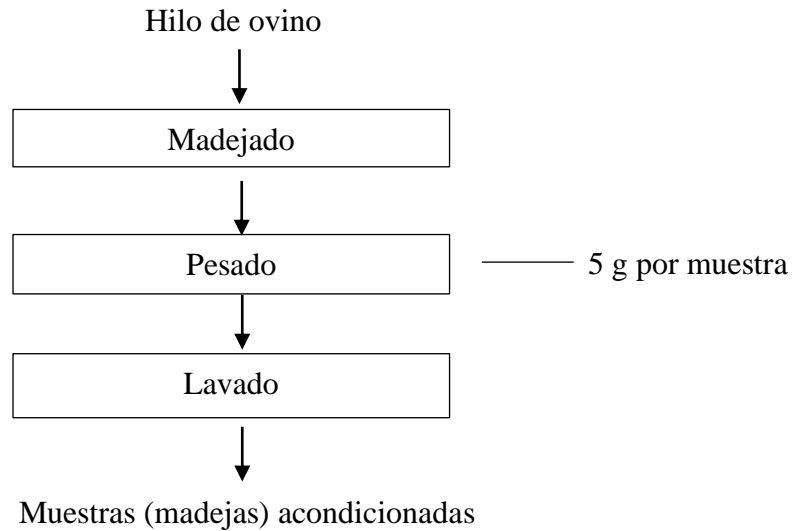 Hilo de ovino
Madejado
Pesado
5 g por muestra
Lavado
Muestras (madejas) acondicionadas